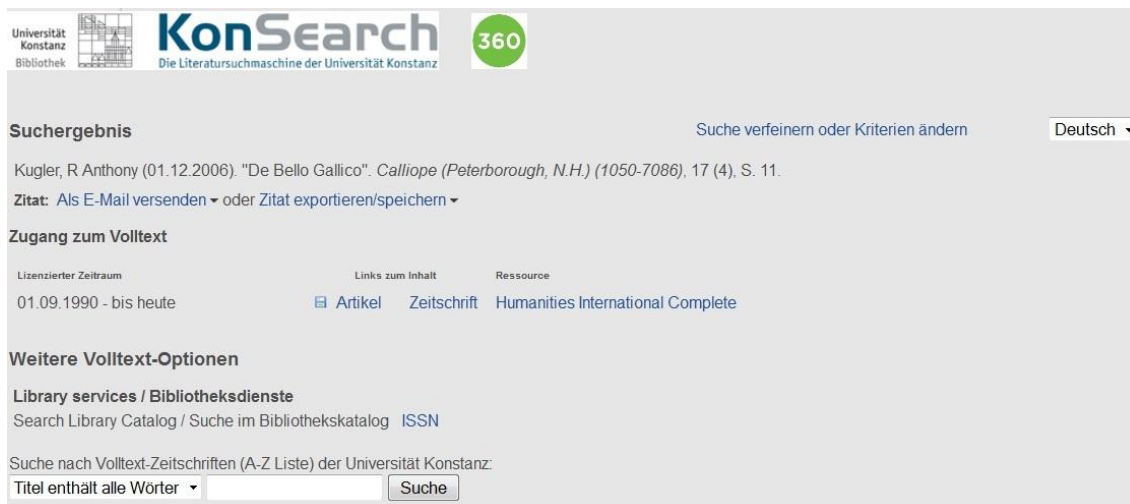 Universität
Konstanz
Bibliothek
KonSearch
Die Literatursuchmaschine der Universität Konstanz
360
Suchergebnis
Suche verfeinern oder Kriterien ändern
Deutsch
Kugler, R Anthony (01.12.2006). "De Bello Gallico". Calliope (Peterborough, N.H.) (1050-7086), 17 (4), S. 11.
Zitat: Als E-Mail versenden oder Zitat exportieren/speichern
Zugang zum Volltext
Lizenzierter Zeitraum Links zum Inhalt Ressource
01.09.1990 - bis heute Artikel Zeitschrift Humanities International Complete
Weitere Volltext-Optionen
Library services / Bibliotheksdienste
Search Library Catalog / Suche im Bibliothekskatalog ISSN
Suche nach Volltext-Zeitschriften (A-Z Liste) der Universität Konstanz:
Titel enthält alle Wörter Suche